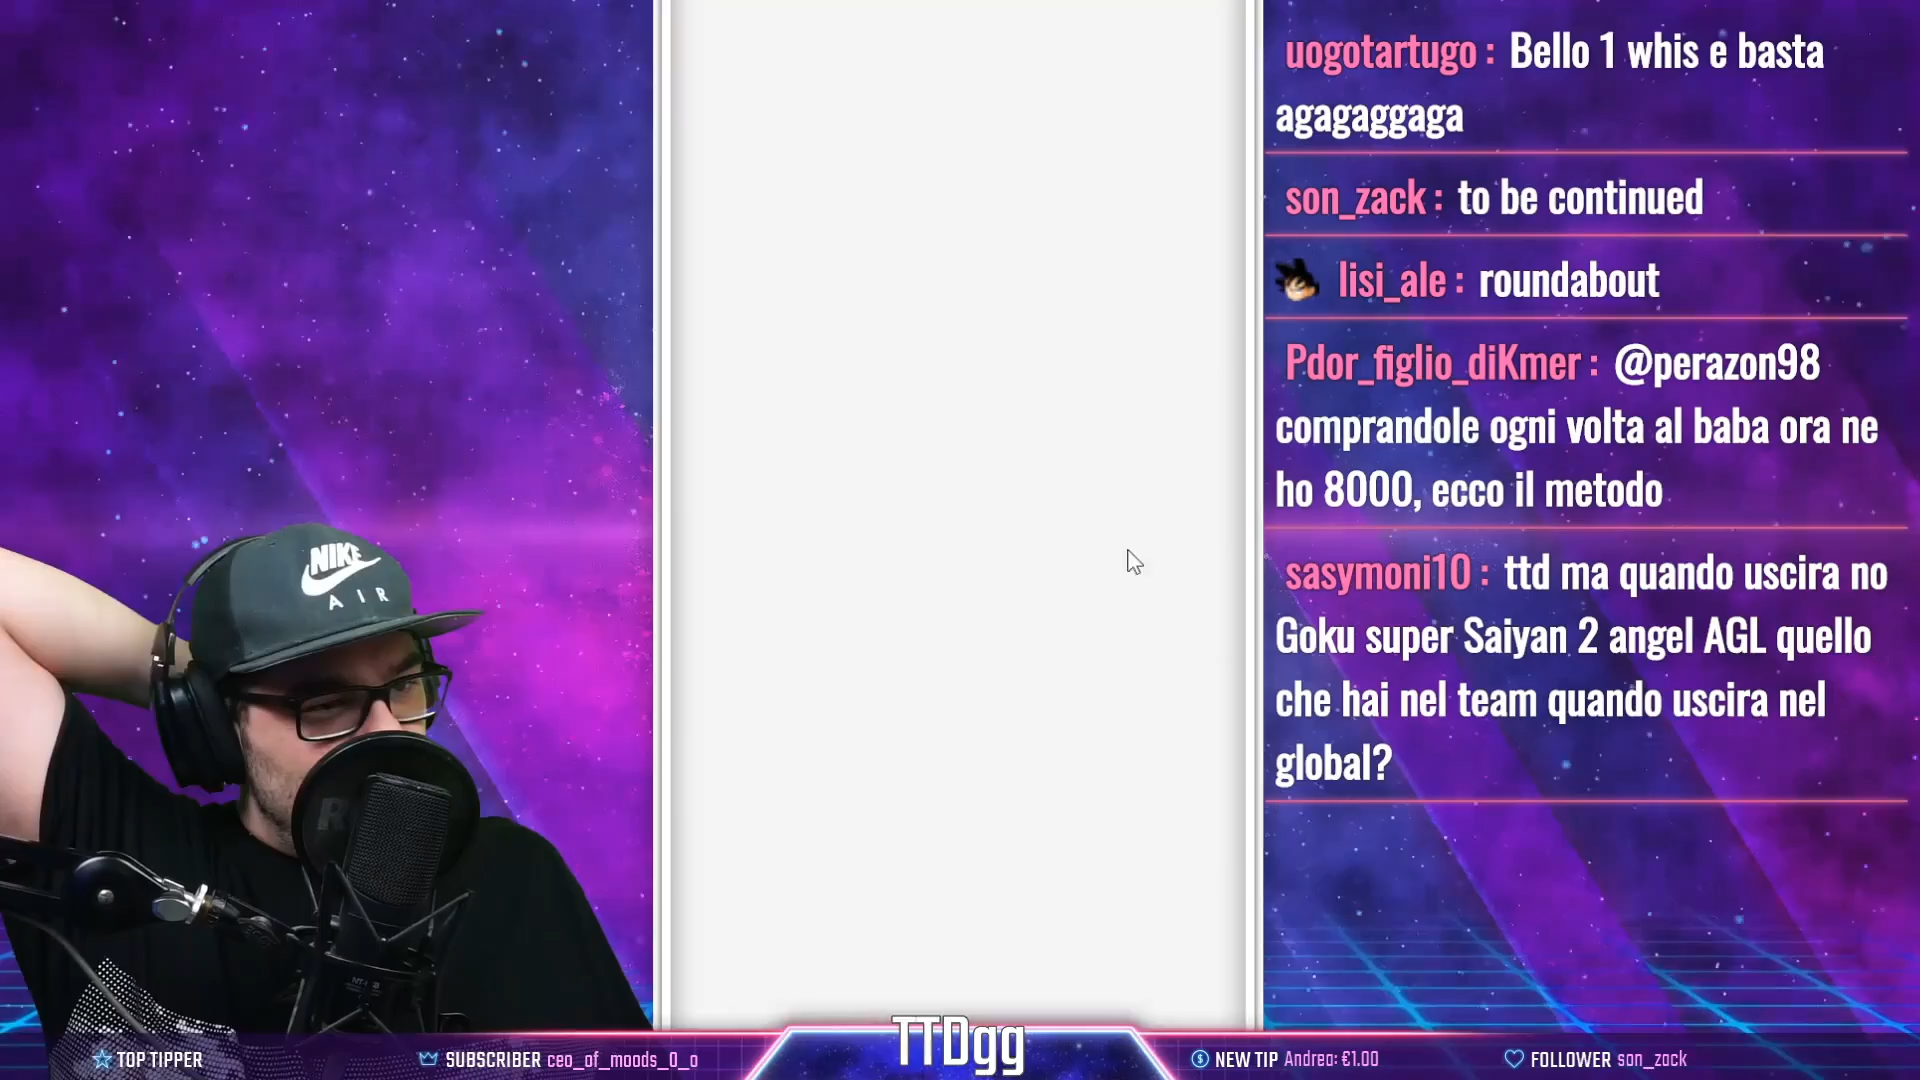 uogotartugo : Bello 1 whis e basta
agagaggaga
son_zack : to be continued
lisi_ale : roundabout
Pdor_figlio_diKmer : @perazon98
comprandole ogni volta al baba ora ne
ho 8000, ecco il metodo
sasymoni10 : ttd ma quando uscira no
Goku super Saiyan 2 angel AGL quello
che hai nel team quando uscira nel
global?
NIKE
AIR
TTDgg
TOP TIPPER
SUBSCRIBER ceo_of_moods_0_o
NEW TIP Andrea: €1.00
FOLLOWER son_zack